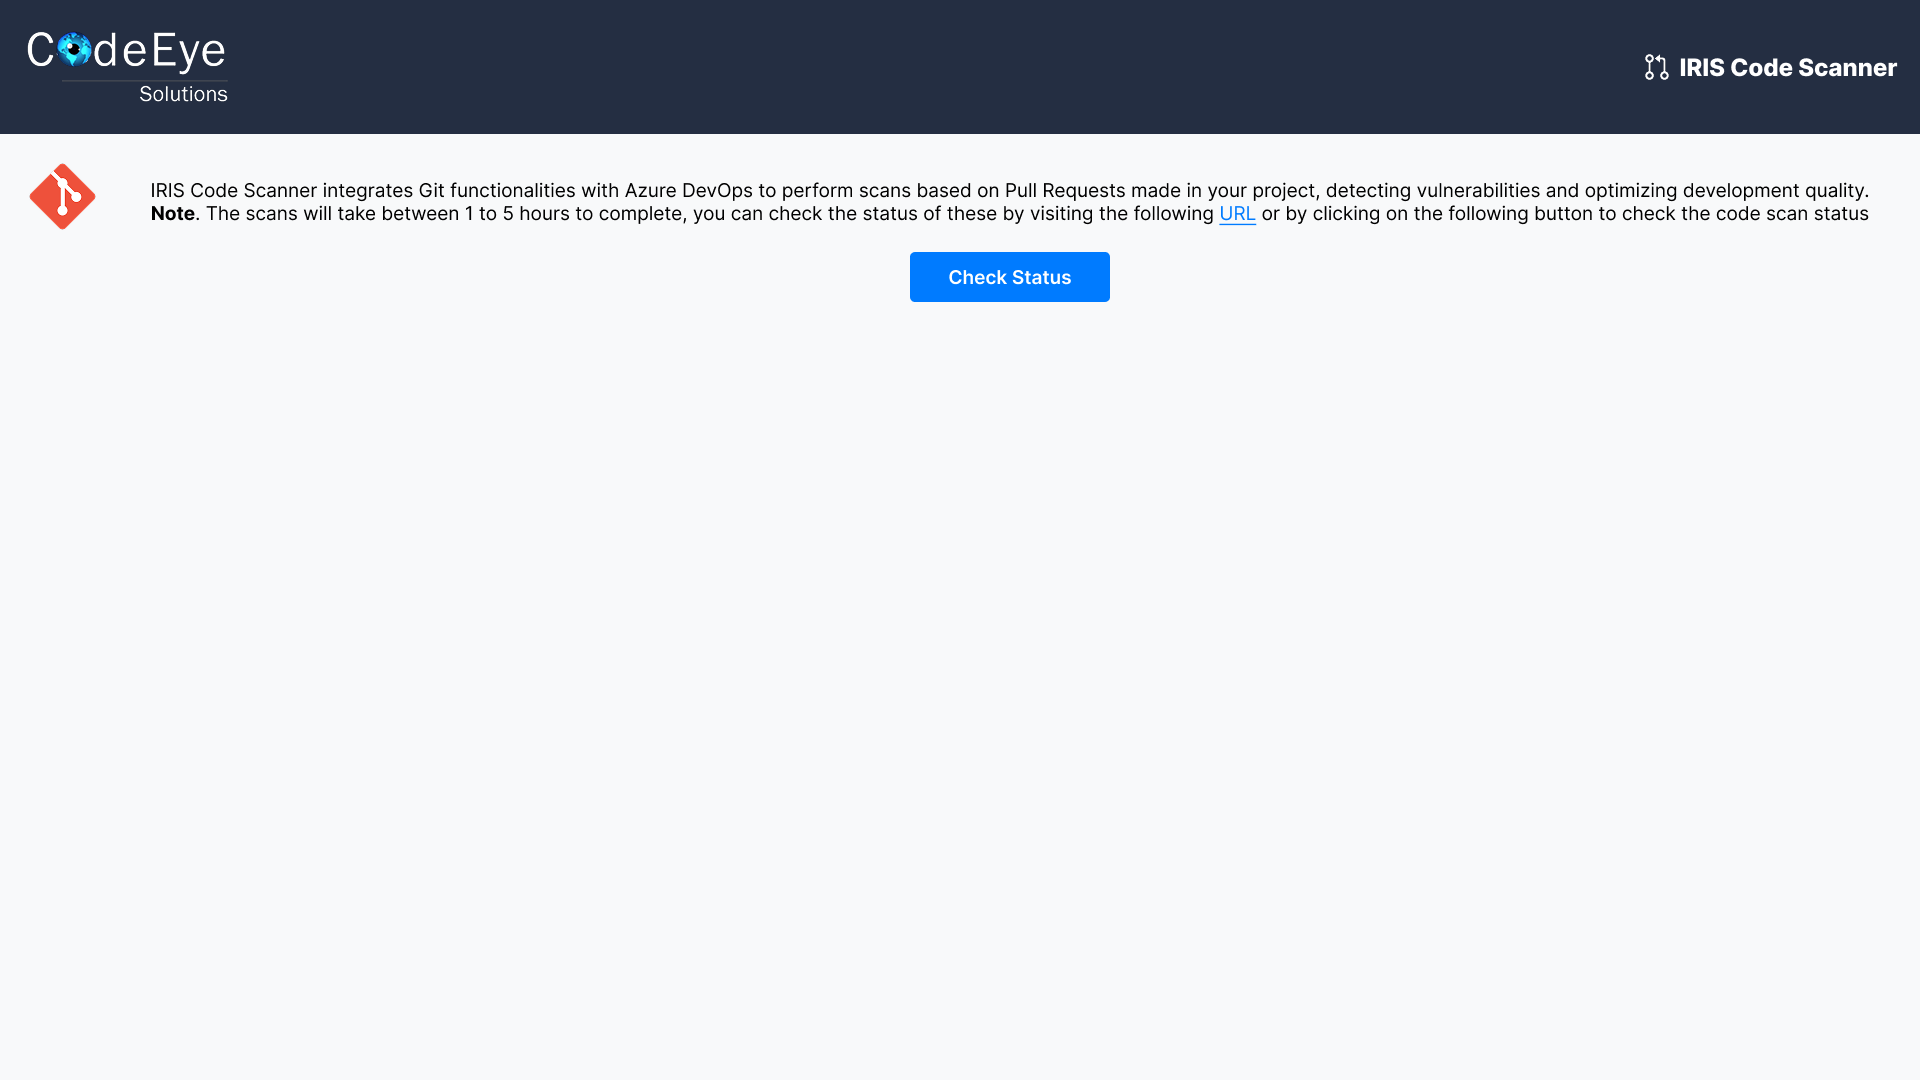 CodeEye
Solutions
IRIS Code Scanner
IRIS Code Scanner integrates Git functionalities with Azure DevOps to perform scans based on Pull Requests made in your project, detecting vulnerabilities and optimizing development quality.
Note. The scans will take between 1 to 5 hours to complete, you can check the status of these by visiting the following URL or by clicking on the following button to check the code scan status
Check Status